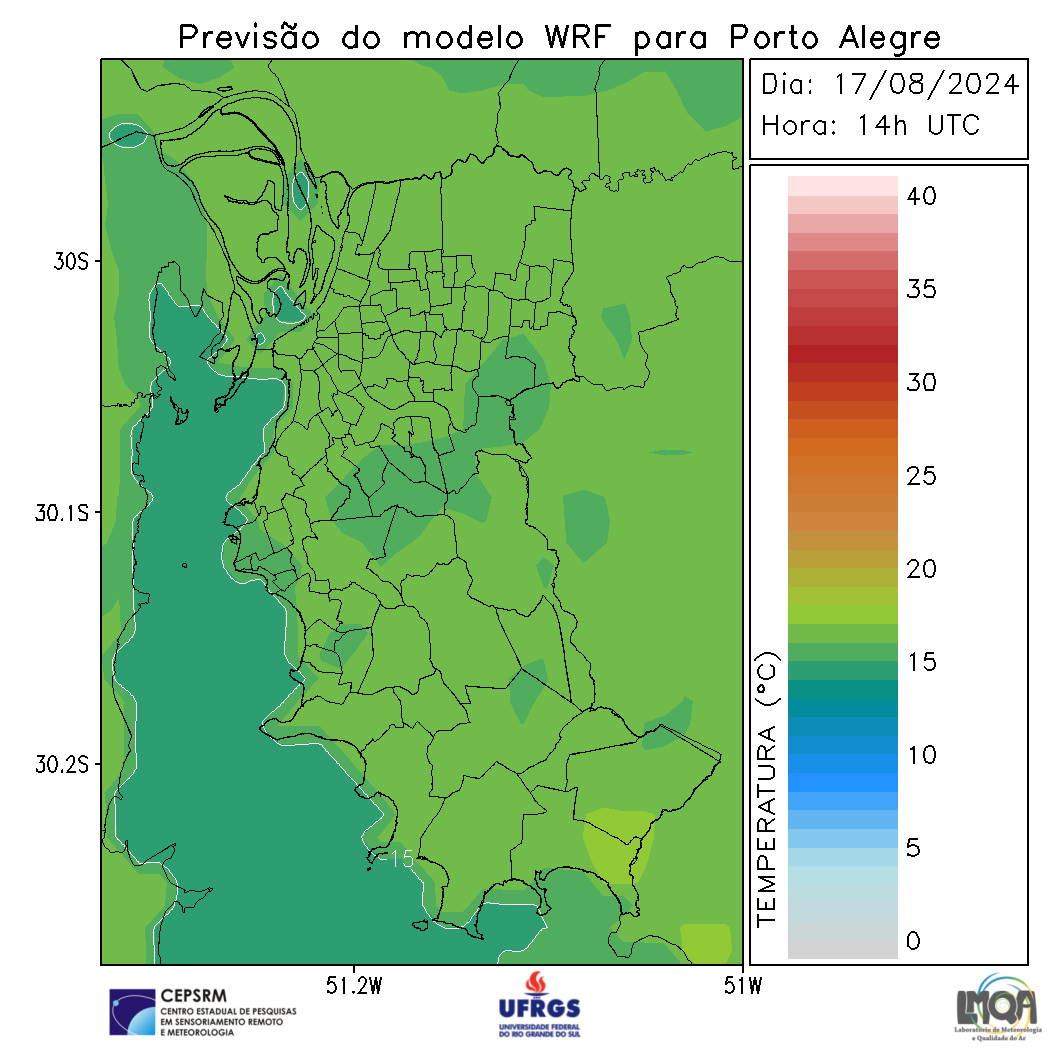 Previsão do modelo WRF para Porto Alegre
Dia: 17/08/2024
Hora: 14h UTC
40
35
30
25
20
15
10
5
0
TEMPERATURA (°C)
30S
30.1S
30.2S
15
51.2W
51W
CEPSRM
CENTRO ESTADUAL DE PESQUISAS
EM SENSORIAMENTO REMOTO
E METEOROLOGIA
UFRGS
UNIVERSIDADE FEDERAL
DO RIO GRANDE DO SUL
LMQA
Laboratório de Meteorologia
e Qualidade do Ar